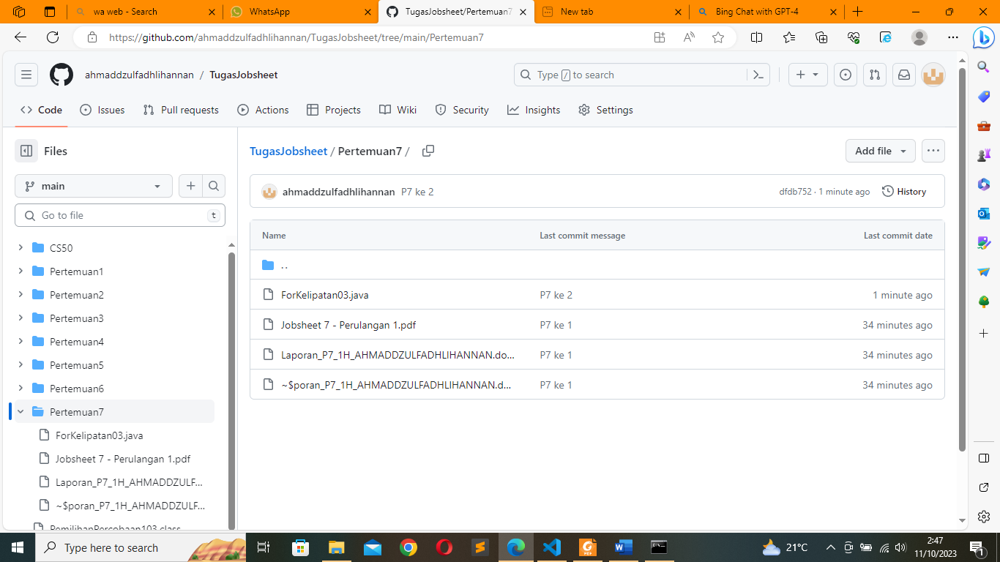 wa web - Search
WhatsApp
TugasJobsheet/Pertemuan7
New tab
Bing Chat with GPT-4
https://github.com/ahmaddzulfadhlihannan/TugasJobsheet/tree/main/Pertemuan7
ahmaddzulfadhlihannan / TugasJobsheet
Type / to search
Code
Issues
Pull requests
Actions
Projects
Wiki
Security
Insights
Settings
Files
main
Go to file
t
CS50
Pertemuan1
Pertemuan2
Pertemuan3
Pertemuan4
Pertemuan5
Pertemuan6
Pertemuan7
ForKelipatan03.java
Jobsheet 7 - Perulangan 1.pdf
Laporan_P7_1H_AHMADDZULF...
~$poran_P7_1H_AHMADDZULF...
PemilihanPercobaan103.class
TugasJobsheet / Pertemuan7 /
Add file
ahmaddzulfadhlihannan P7 ke 2
dfdb752 · 1 minute ago
History
Name Last commit message Last commit date
..
ForKelipatan03.java P7 ke 2 1 minute ago
Jobsheet 7 - Perulangan 1.pdf P7 ke 1 34 minutes ago
Laporan_P7_1H_AHMADDZULFADHLIHANNAN.do... P7 ke 1 34 minutes ago
~$poran_P7_1H_AHMADDZULFADHLIHANNAN.d... P7 ke 1 34 minutes ago
Type here to search
PDF
21°C
2:47
11/10/2023
1